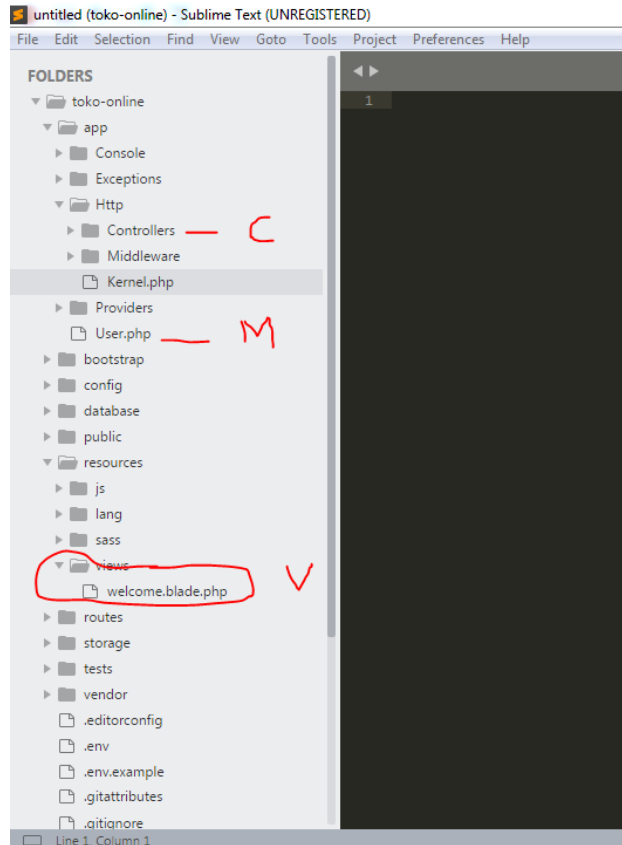 untitled (toko-online) - Sublime Text (UNREGISTERED)
File Edit Selection Find View Goto Tools Project Preferences Help
FOLDERS
toko-online
1
app
Console
Exceptions
Http
Controllers C
Middleware
Kernel.php
Providers
User.php M
bootstrap
config
database
public
resources
js
lang
sass
views
welcome.blade.php V
routes
storage
tests
vendor
.editorconfig
.env
.env.example
.gitattributes
.gitignore
Line 1, Column 1